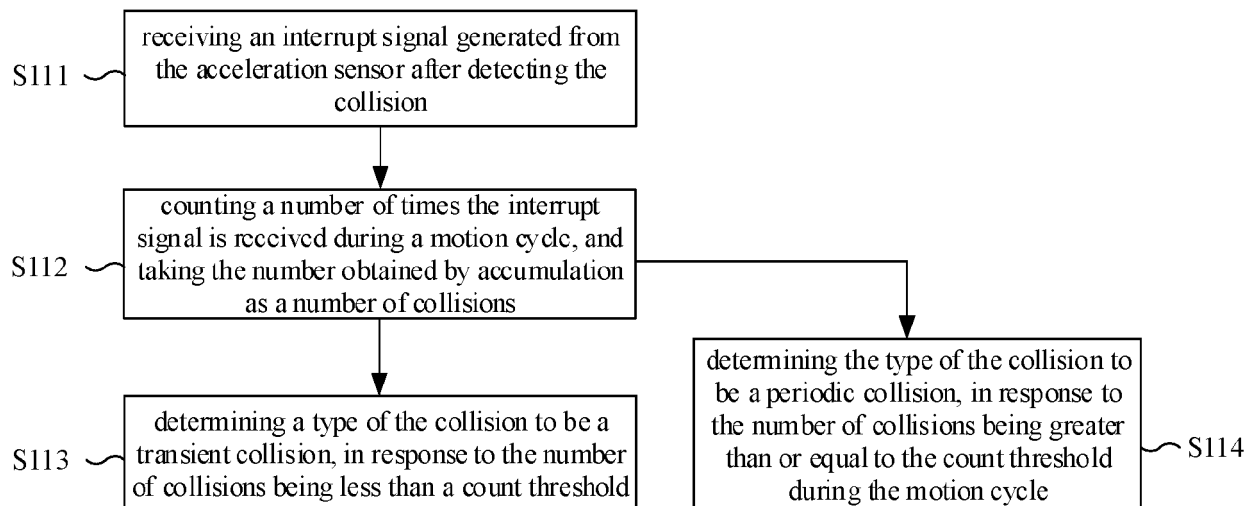 S111
receiving an interrupt signal generated from
the acceleration sensor after detecting the
collision
S112
counting a number of times the interrupt
signal is received during a motion cycle, and
taking the number obtained by accumulation
as a number of collisions
S113
determining a type of the collision to be a
transient collision, in response to the number
of collisions being less than a count threshold
determining the type of the collision to
be a periodic collision, in response to
the number of collisions being greater
than or equal to the count threshold
during the motion cycle
S114